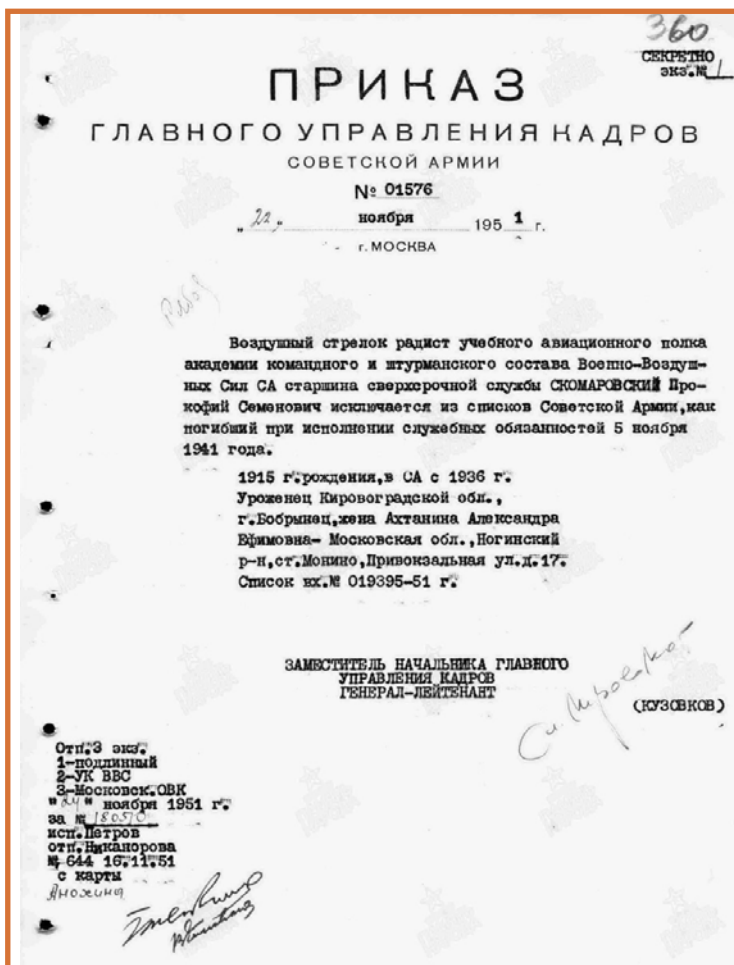 360
СЕКРЕТНО
экз.№ 1
ПРИКАЗ
ГЛАВНОГО УПРАВЛЕНИЯ КАДРОВ
СОВЕТСКОЙ АРМИИ
№ 01576
„22„ ноября 1951 г.
г. МОСКВА
Воздушный стрелок радист учебного авиационного полка
академии командного и штурманского состава Военно-Воздуш-
ных Сил СА старшина сверхсрочной службы СКОМАРОВСКИЙ Про-
кофий Семенович исключается из списков Советской Армии,как
погибший при исполнении служебных обязанностей 5 ноября
1941 года.
1915 г.рождения,в СА с 1936 г.
Уроженец Кировоградской обл.,
г.Бобрынец,жена Ахтанина Александра
Ефимовна- Московская обл.,Ногинский
р-н,ст.Монино,Привокзальная ул.д.17.
Список вх.№ 019395-51 г.
ЗАМЕСТИТЕЛЬ НАЧАЛЬНИКА ГЛАВНОГО
УПРАВЛЕНИЯ КАДРОВ
ГЕНЕРАЛ-ЛЕЙТЕНАНТ
(КУЗОВКОВ)
Отп.3 экз.
1-подлинный
2-УК ВВС
3-Московск.ОВК
"24" ноября 1951 г.
за № 18050
исп.Петров
отп.Никанорова
№ 644 16.11.51
с карты
Аножина